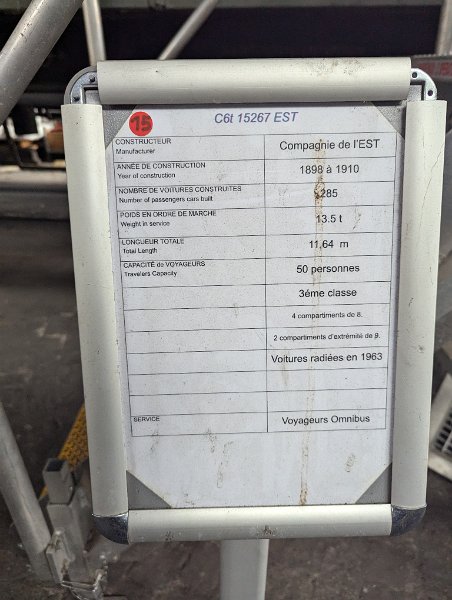 15
C6t 15267 EST
CONSTRUCTEUR
Manufacturer
Compagnie de l'EST
ANNÉE DE CONSTRUCTION
Year of construction
1898 à 1910
NOMBRE DE VOITURES CONSTRUITES
Number of passengers cars built
285
POIDS EN ORDRE DE MARCHE
Weight in service
13.5 t
LONGUEUR TOTALE
Total Length
11,64 m
CAPACITÉ de VOYAGEURS
Travelers Capacity
50 personnes
3éme classe
4 compartiments de 8.
2 compartiments d'extrémité de 9.
Voitures radiées en 1963
SERVICE
Voyageurs Omnibus